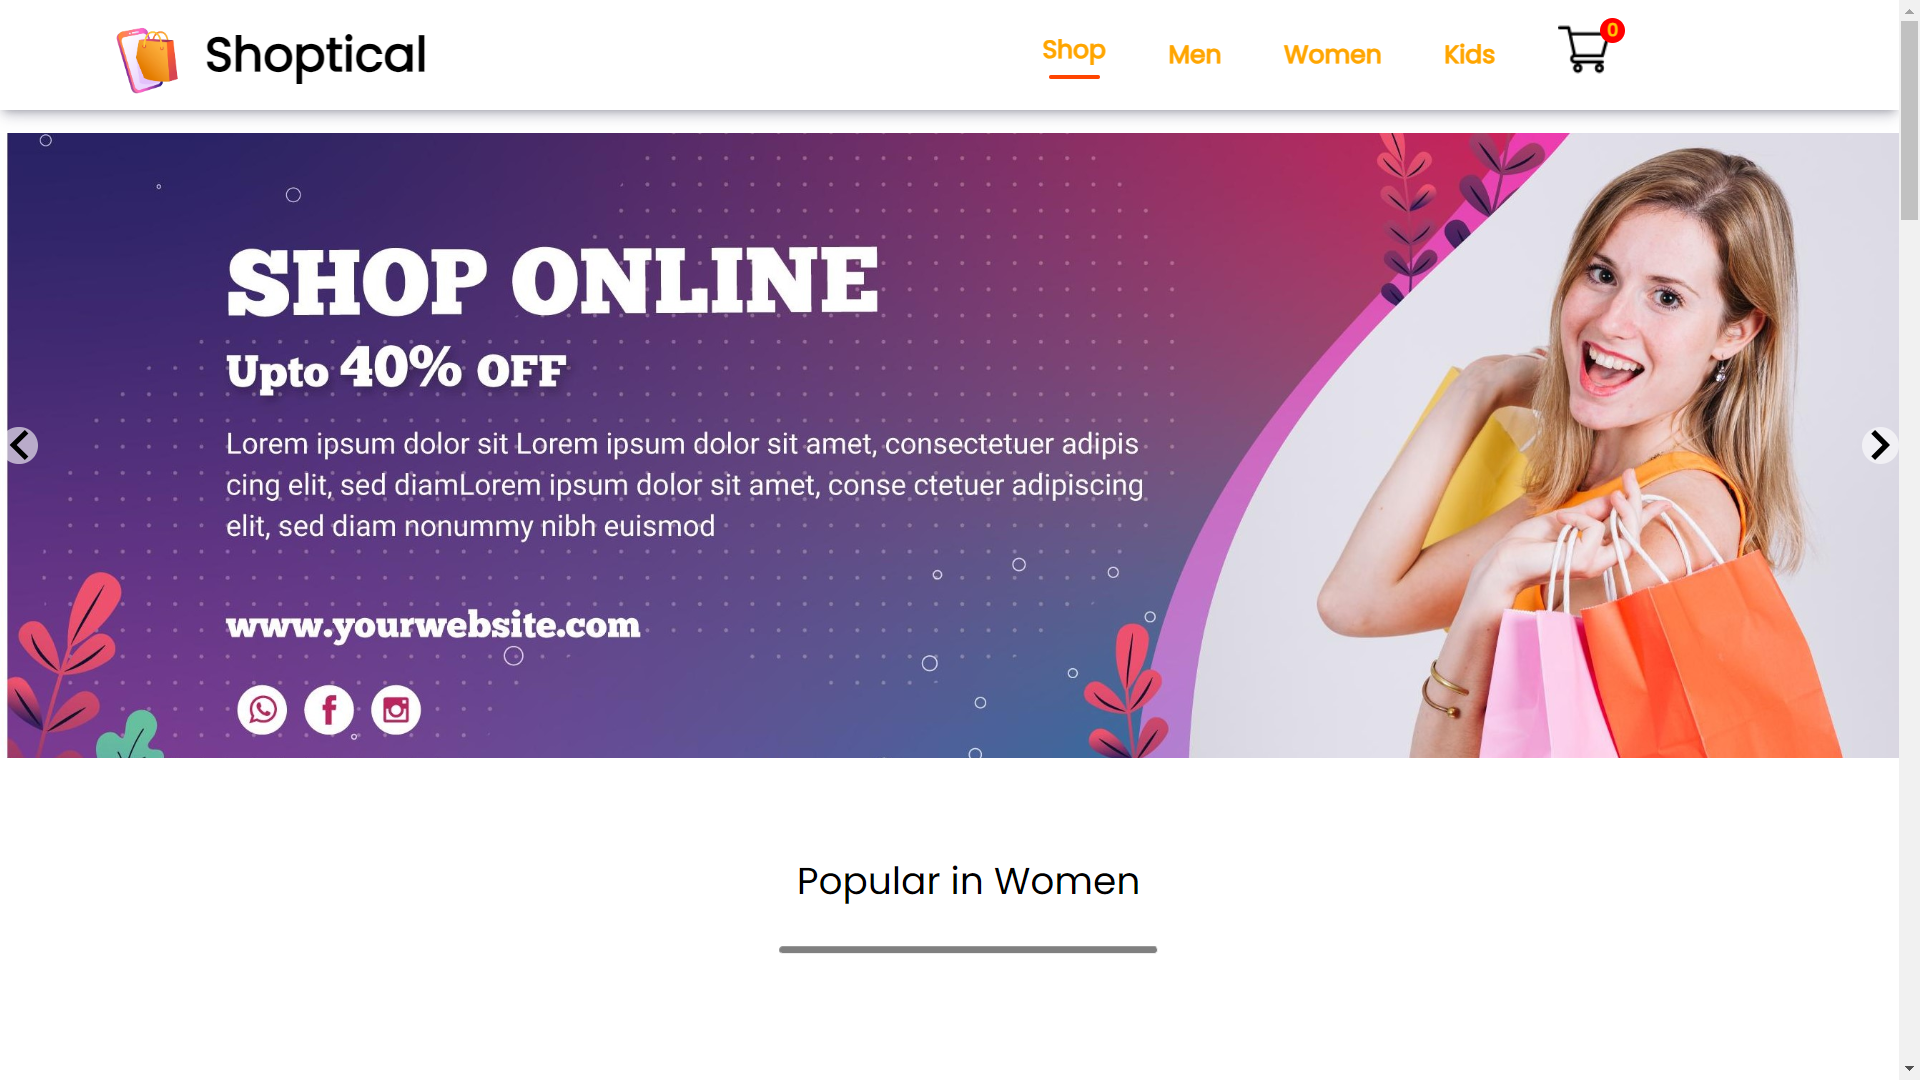 Shoptical
Shop
Men
Women
Kids
0
SHOP ONLINE
Upto 40% OFF
Lorem ipsum dolor sit Lorem ipsum dolor sit amet, consectetuer adipis
cing elit, sed diamLorem ipsum dolor sit amet, conse ctetuer adipiscing
elit, sed diam nonummy nibh euismod
www.yourwebsite.com
Popular in Women